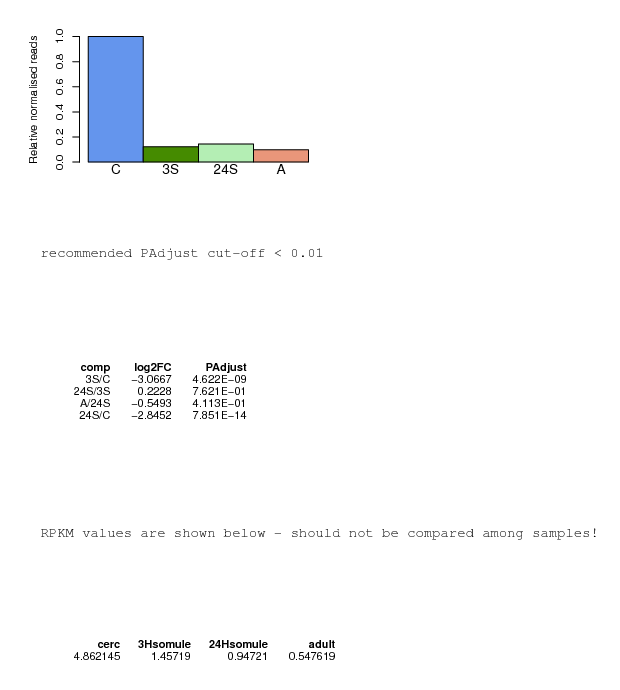 Relative normalised reads
1.0
0.8
0.6
0.4
0.2
0.0
C 3S 24S A
recommended PAdjust cut-off < 0.01
comp log2FC PAdjust
3S/C −3.0667 4.622E−09
24S/3S 0.2228 7.621E−01
A/24S −0.5493 4.113E−01
24S/C −2.8452 7.851E−14
RPKM values are shown below - should not be compared among samples!
cerc 3Hsomule 24Hsomule adult
4.862145 1.45719 0.94721 0.547619